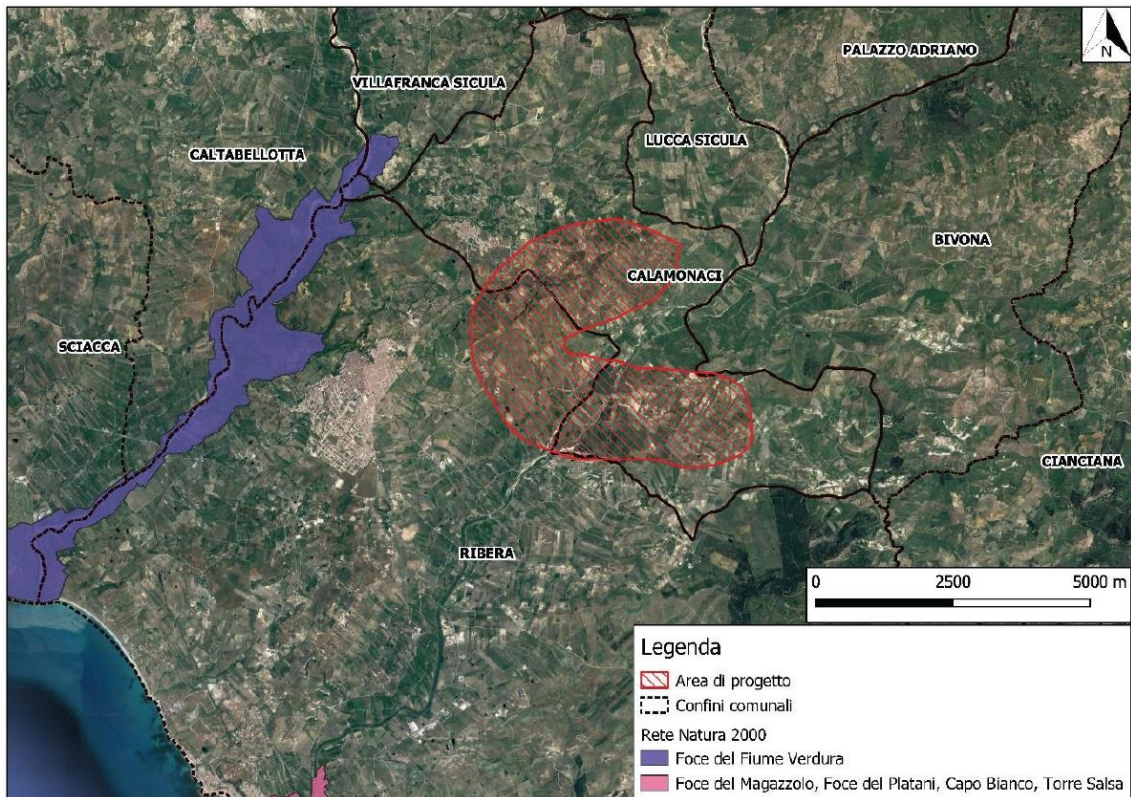 PALAZZO ADRIANO
N
VILLAFRANCA SICULA
LUCCA SICULA
CALTABELLOTTA
BIVONA
CALAMONACI
SCIACCA
CIANCIANA
RIBERA
0 2500 5000 m
Legenda
Area di progetto
Confini comunali
Rete Natura 2000
Foce del Fiume Verdura
Foce del Magazzolo, Foce del Platani, Capo Bianco, Torre Salsa